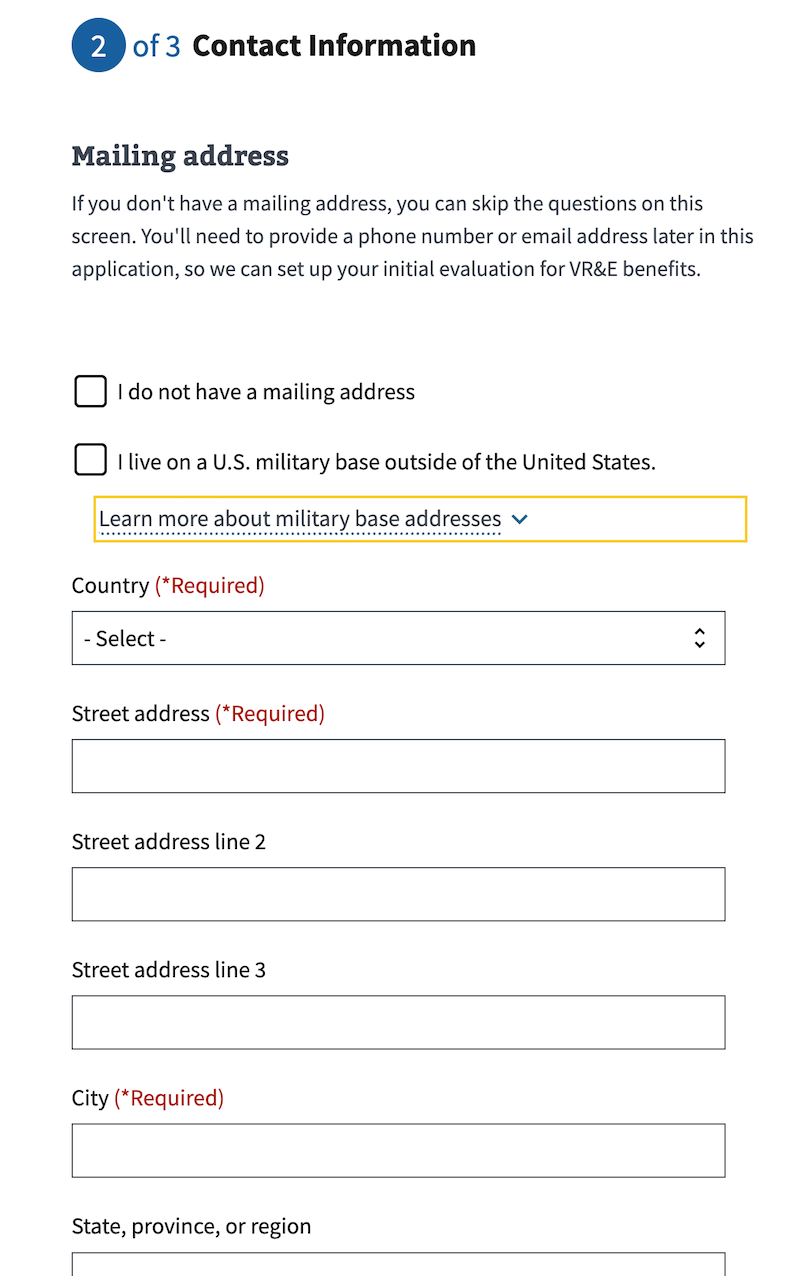 2 of 3 Contact Information
Mailing address
If you don't have a mailing address, you can skip the questions on this
screen. You'll need to provide a phone number or email address later in this
application, so we can set up your initial evaluation for VR&E benefits.
I do not have a mailing address
I live on a U.S. military base outside of the United States.
Learn more about military base addresses
Country (*Required)
- Select -
Street address (*Required)
Street address line 2
Street address line 3
City (*Required)
State, province, or region